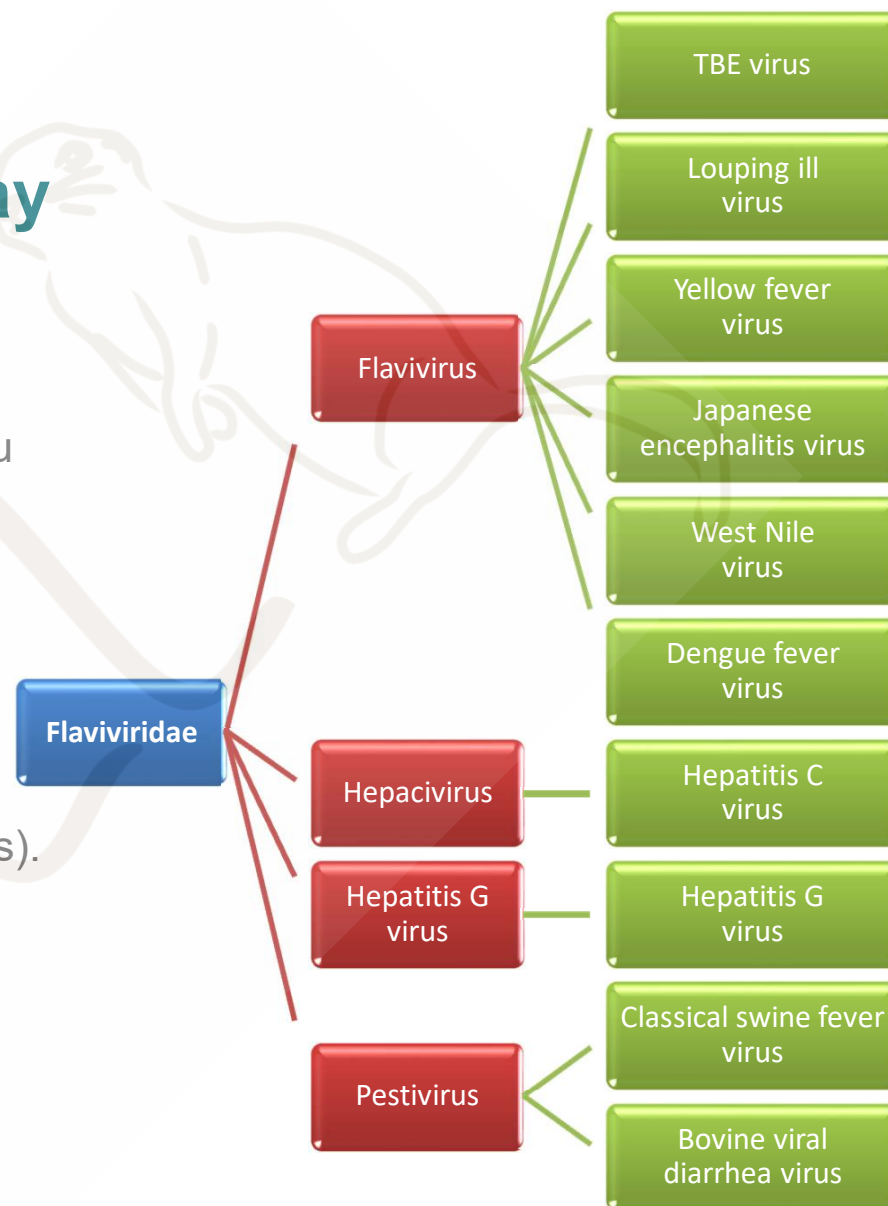 ay
u
s).
Flaviviridae
Flavivirus
TBE virus
Louping ill
virus
Yellow fever
virus
Japanese
encephalitis virus
West Nile
virus
Dengue fever
virus
Hepacivirus
Hepatitis C
virus
Hepatitis G
virus
Hepatitis G
virus
Pestivirus
Classical swine fever
virus
Bovine viral
diarrhea virus